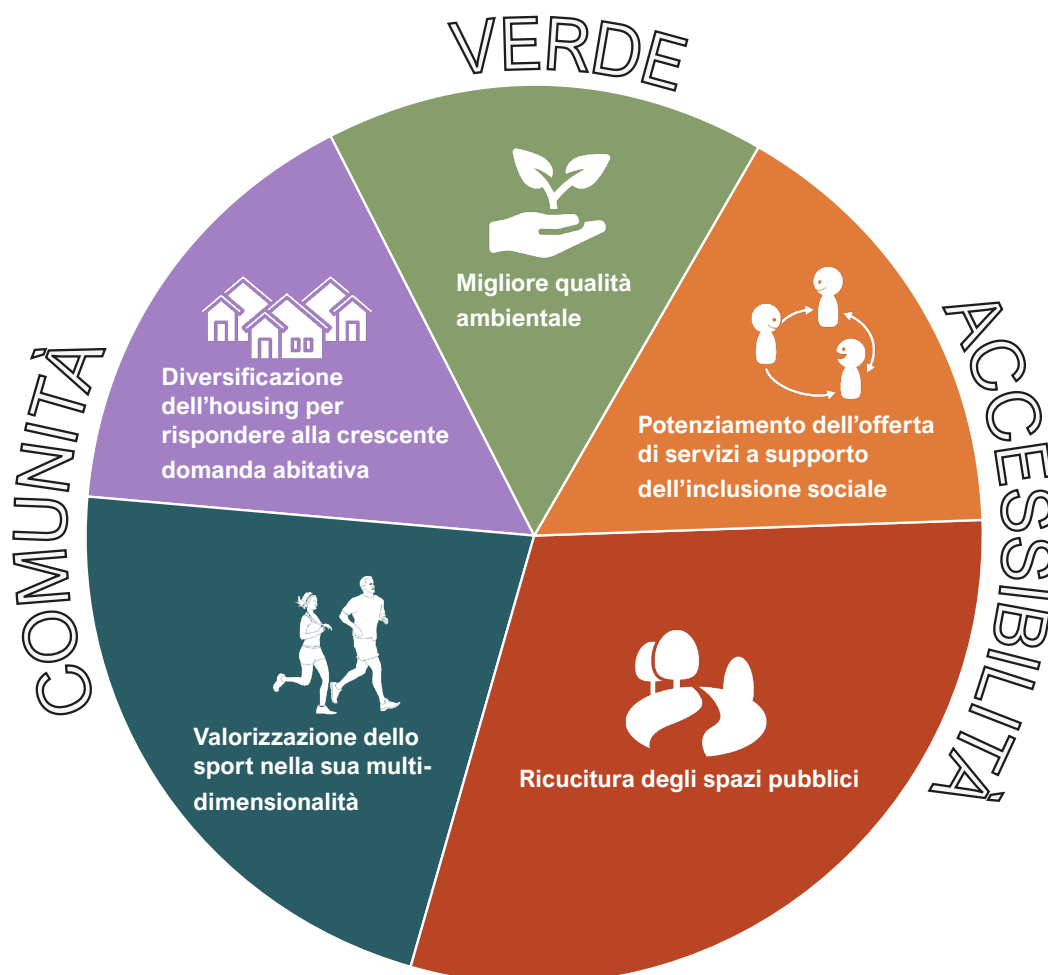 VERDE
Migliore qualità
ambientale
Diversificazione
dell'housing per
rispondere alla crescente
domanda abitativa
Potenziamento dell'offerta
di servizi a supporto
dell'inclusione sociale
COMUNITÀ
ACCESSIBILITÀ
Valorizzazione dello
sport nella sua multi-
dimensionalità
Ricucitura degli spazi pubblici